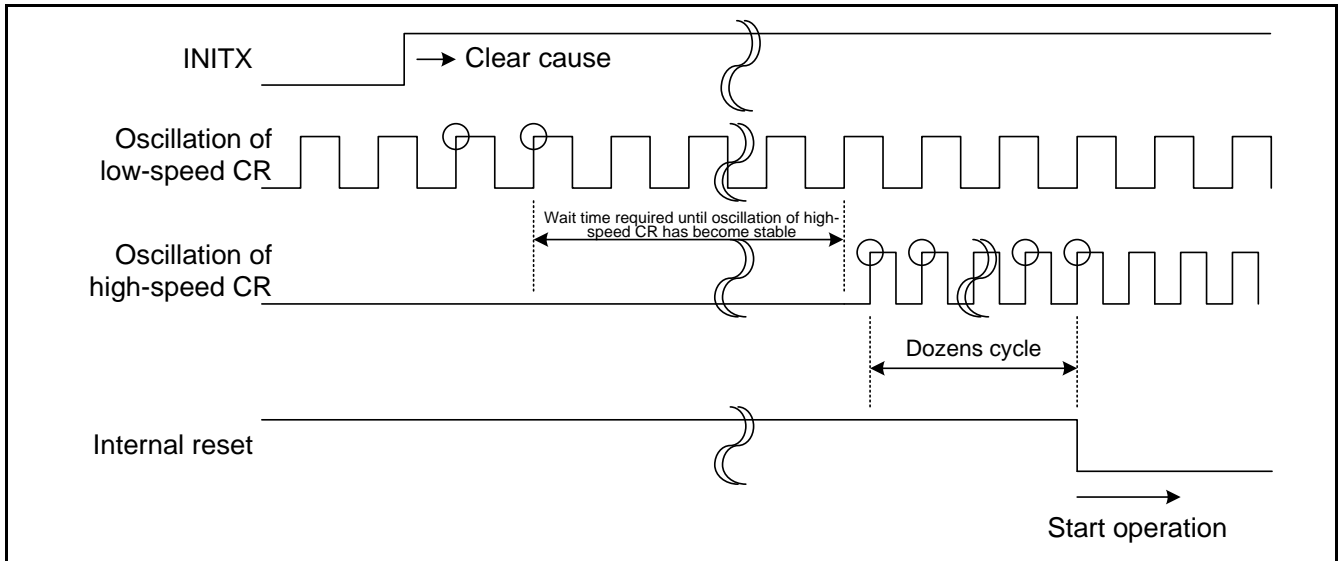 INITX
Clear cause
Oscillation of
low-speed CR
Wait time required until oscillation of high-
speed CR has become stable
Oscillation of
high-speed CR
Dozens cycle
Internal reset
Start operation